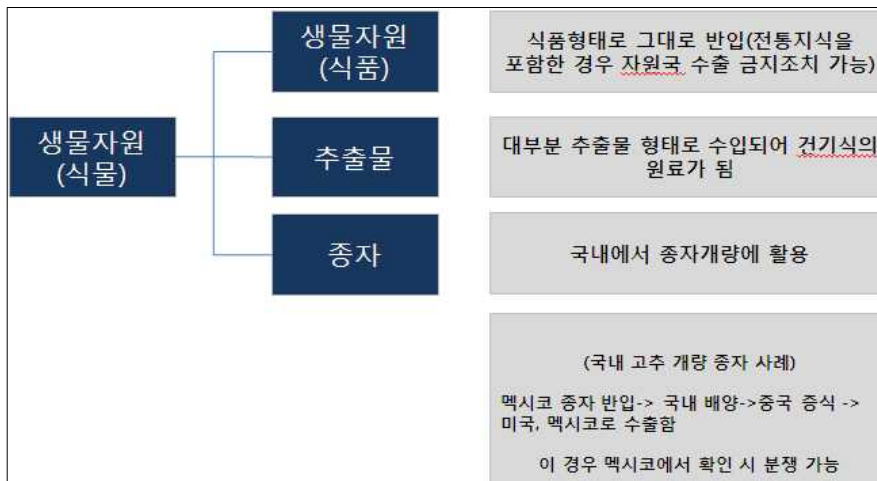 생물자원
(식품)
식품형태로 그대로 반입(전통지식을
포함한 경우 자원국 수출 금지조치 가능)
생물자원
(식물)
추출물
대부분 추출물 형태로 수입되어 건기식의
원료가 됨
종자
국내에서 종자개량에 활용
(국내 고추 개량 종자 사례)
멕시코 종자 반입-> 국내 배양->중국 증식 ->
미국, 멕시코로 수출함
이 경우 멕시코에서 확인 시 분쟁 가능